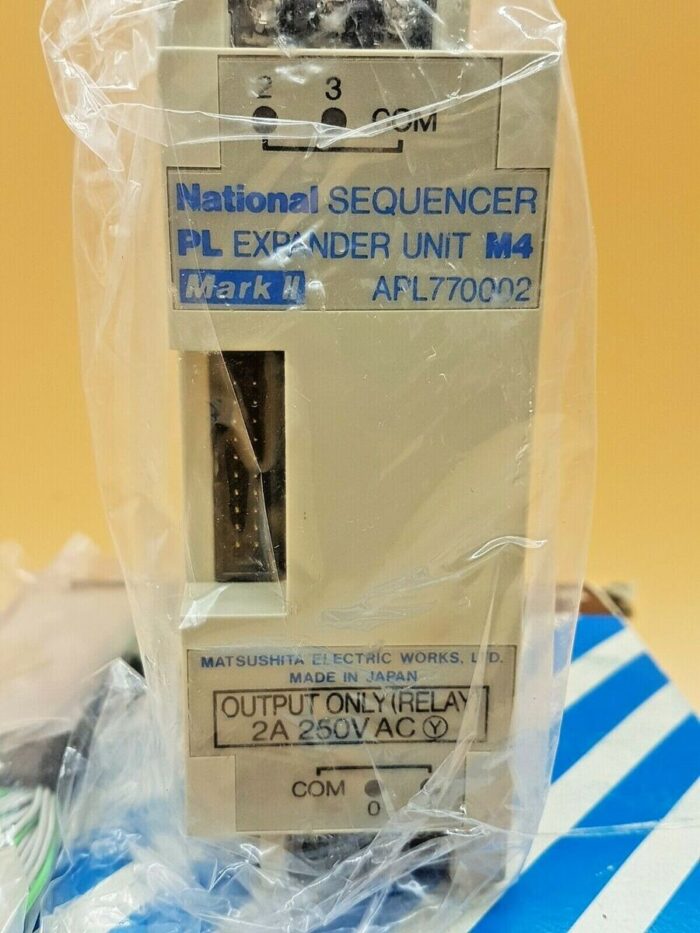 2 3 COM
National SEQUENCER
PL EXPANDER UNIT M4
Mark II APL770002
MATSUSHITA ELECTRIC WORKS, LTD.
MADE IN JAPAN
OUTPUT ONLY (RELAY)
2A 250V AC Y
COM
0